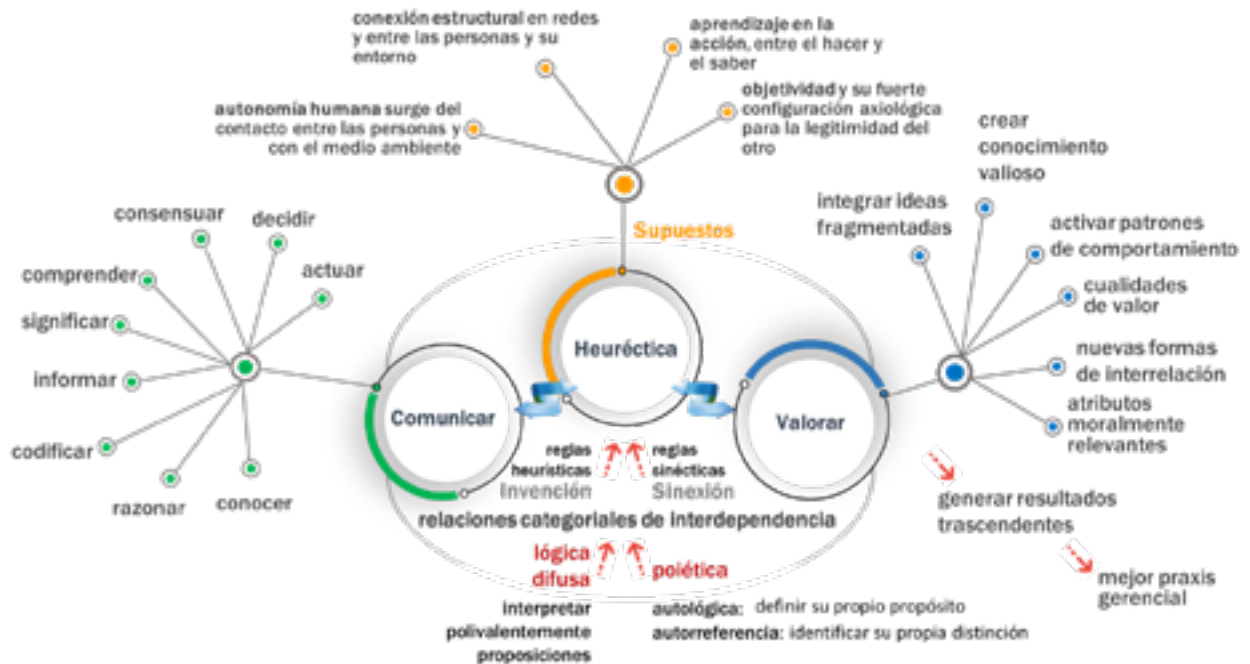 conexión estructural en redes
y entre las personas y su
entorno
aprendizaje en la
acción, entre el hacer y
el saber
autonomía humana surge del
contacto entre las personas y
con el medio ambiente
objetividad y su fuerte
configuración axiológica
para la legitimidad del
otro
Supuestos
consensuar
decidir
comprender
actuar
significar
informar
codificar
razonar
conocer
crear
conocimiento
valioso
integrar ideas
fragmentadas
activar patrones
de comportamiento
cualidades
de valor
nuevas formas
de interrelación
atributos
moralmente
relevantes
Heuréctica
Comunicar
Valorar
reglas
heurísticas
Invención
reglas
sinécticas
Sinexión
relaciones categoriales de interdependencia
lógica
difusa
poiética
interpretar
polivalentemente
proposiciones
autológica: definir su propio propósito
autorreferencia: identificar su propia distinción
generar resultados
trascendentes
mejor praxis
gerencial